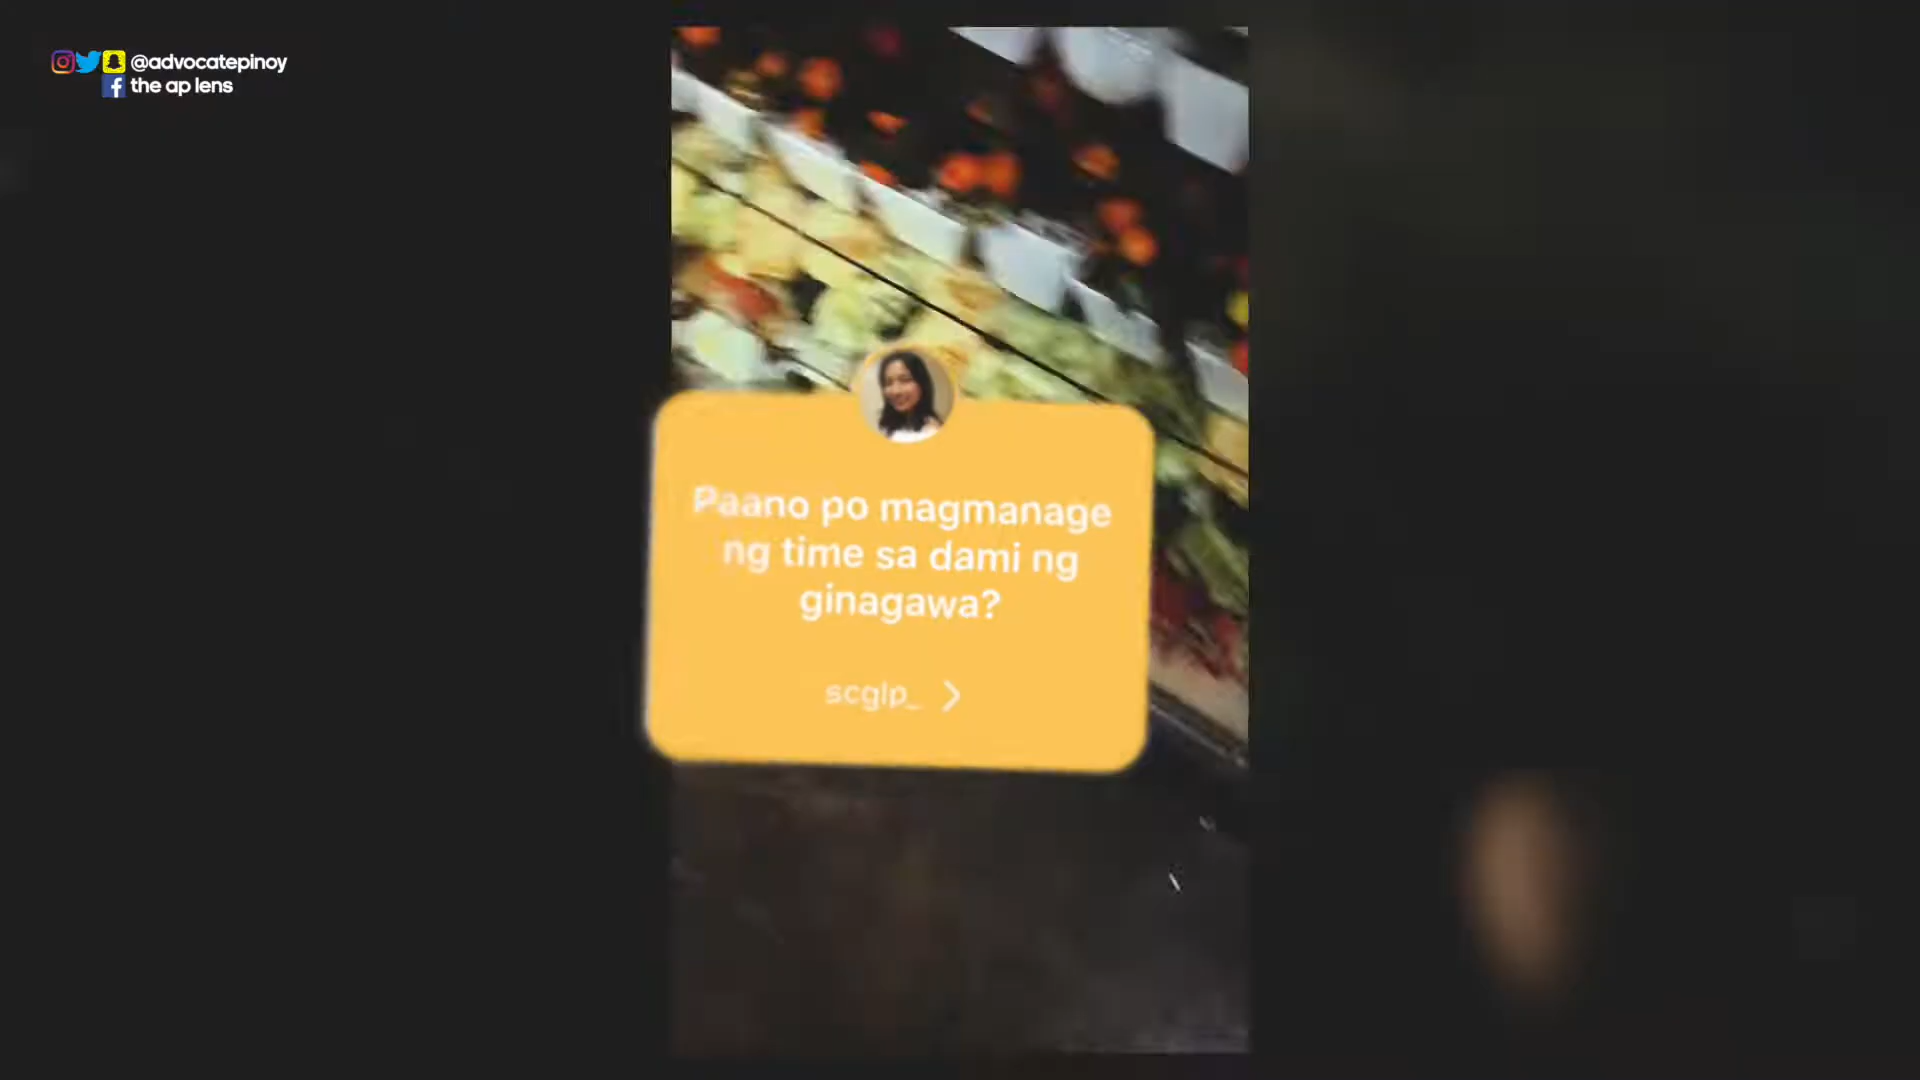 @advocatepinoy
the ap lens
Paano po magmanage
ng time sa dami ng
ginagawa?
scglp_